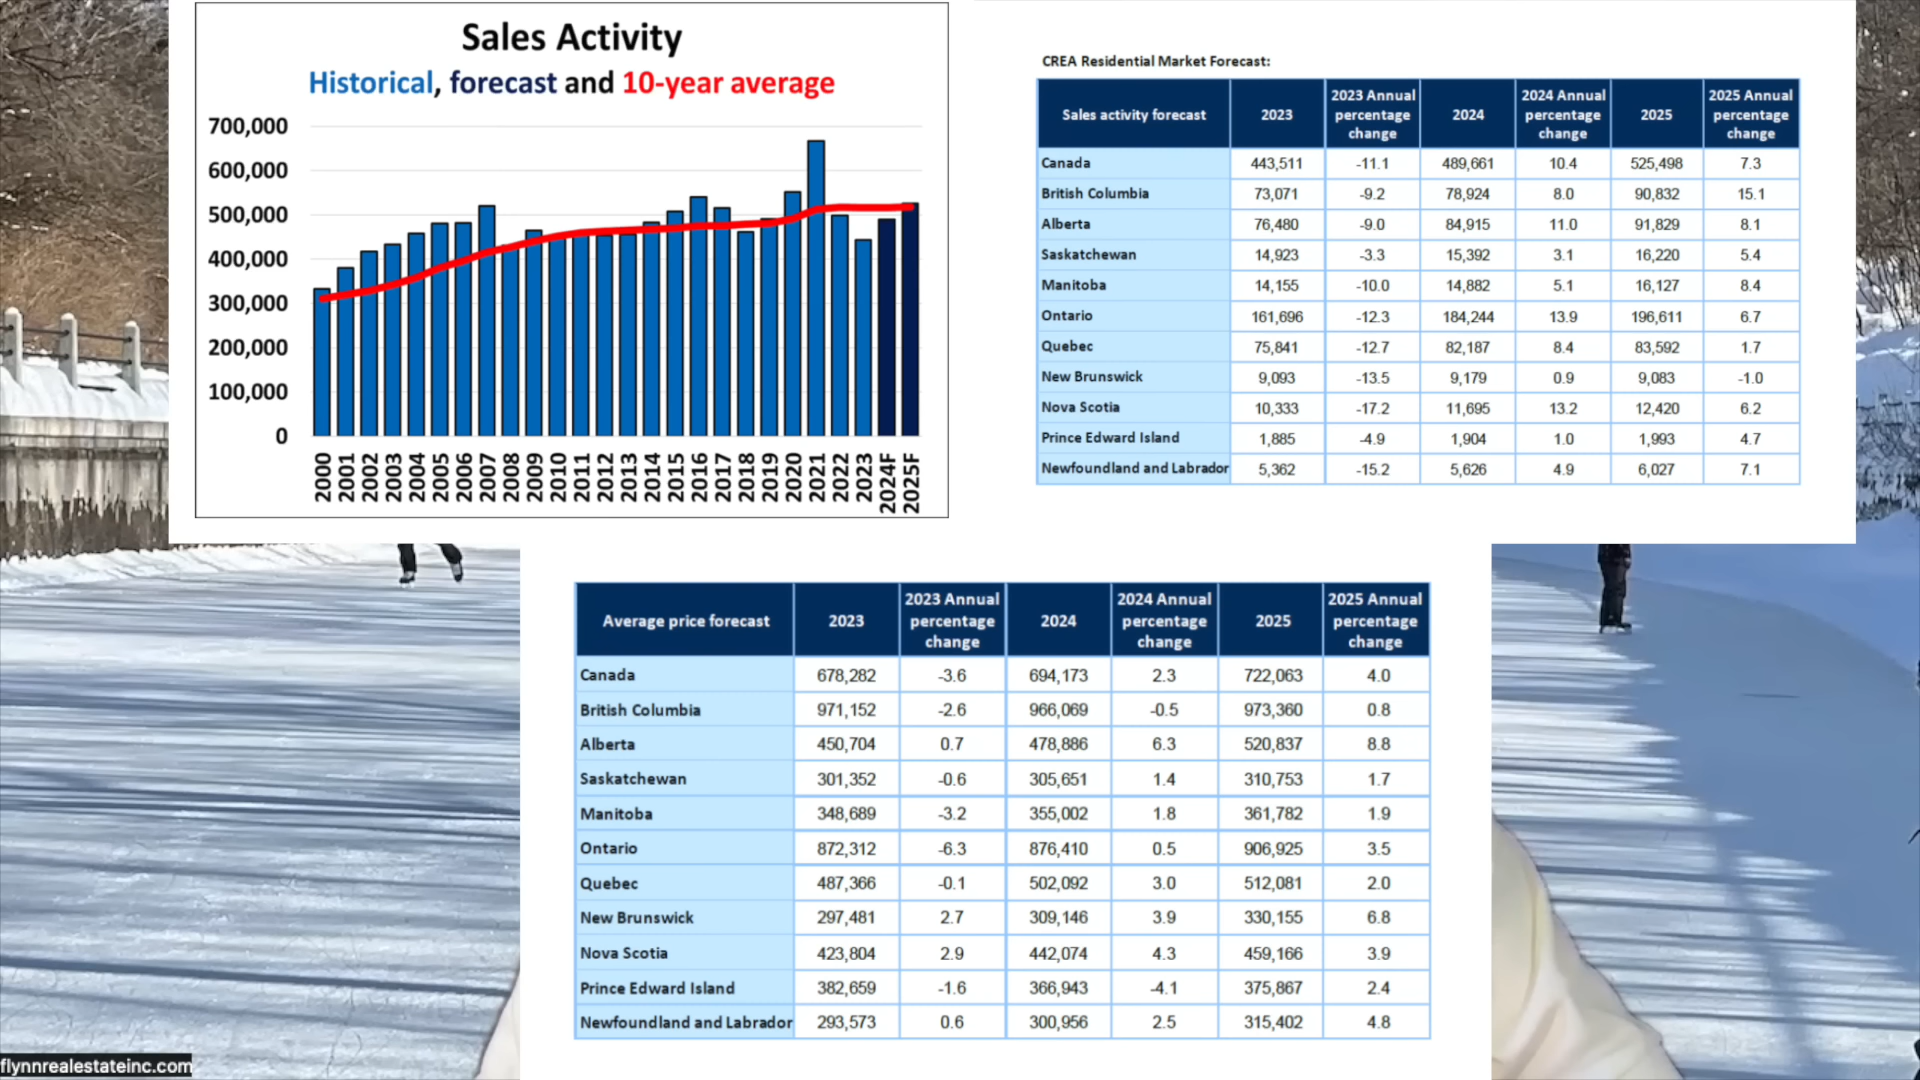 Sales Activity
Historical, forecast and 10-year average
700,000
600,000
500,000
400,000
300,000
200,000
100,000
0
2000 2001 2002 2003 2004 2005 2006 2007 2008 2009 2010 2011 2012 2013 2014 2015 2016 2017 2018 2019 2020 2021 2022 2023 2024F 2025F
CREA Residential Market Forecast:
Sales activity forecast 2023 2023 Annual percentage change 2024 2024 Annual percentage change 2025 2025 Annual percentage change
Canada 443,511 -11.1 489,661 10.4 525,498 7.3
British Columbia 73,071 -9.2 78,924 8.0 90,832 15.1
Alberta 76,480 -9.0 84,915 11.0 91,829 8.1
Saskatchewan 14,923 -3.3 15,392 3.1 16,220 5.4
Manitoba 14,155 -10.0 14,882 5.1 16,127 8.4
Ontario 161,696 -12.3 184,244 13.9 196,611 6.7
Quebec 75,841 -12.7 82,187 8.4 83,592 1.7
New Brunswick 9,093 -13.5 9,179 0.9 9,083 -1.0
Nova Scotia 10,333 -17.2 11,695 13.2 12,420 6.2
Prince Edward Island 1,885 -4.9 1,904 1.0 1,993 4.7
Newfoundland and Labrador 5,362 -15.2 5,626 4.9 6,027 7.1
Average price forecast 2023 2023 Annual percentage change 2024 2024 Annual percentage change 2025 2025 Annual percentage change
Canada 678,282 -3.6 694,173 2.3 722,063 4.0
British Columbia 971,152 -2.6 966,069 -0.5 973,360 0.8
Alberta 450,704 0.7 478,886 6.3 520,837 8.8
Saskatchewan 301,352 -0.6 305,651 1.4 310,753 1.7
Manitoba 348,689 -3.2 355,002 1.8 361,782 1.9
Ontario 872,312 -6.3 876,410 0.5 906,925 3.5
Quebec 487,366 -0.1 502,092 3.0 512,081 2.0
New Brunswick 297,481 2.7 309,146 3.9 330,155 6.8
Nova Scotia 423,804 2.9 442,074 4.3 459,166 3.9
Prince Edward Island 382,659 -1.6 366,943 -4.1 375,867 2.4
Newfoundland and Labrador 293,573 0.6 300,956 2.5 315,402 4.8
flynnrealestateinc.com